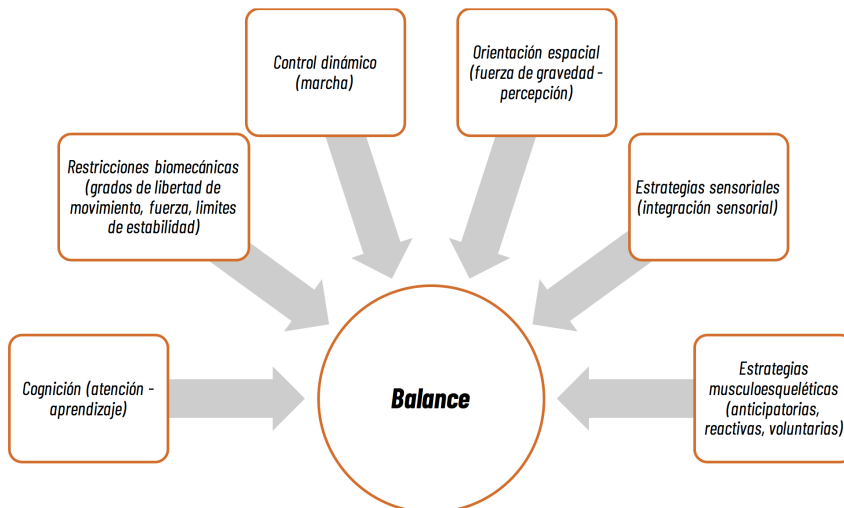 Control dinámico
(marcha)
Orientación espacial
(fuerza de gravedad -
percepción)
Restricciones biomecánicas
(grados de libertad de
movimiento, fuerza, limites
de estabilidad)
Estrategias sensoriales
(integración sensorial)
Cognición (atención -
aprendizaje)
Balance
Estrategias
musculoesqueléticas
(anticipatorias,
reactivas, voluntarias)